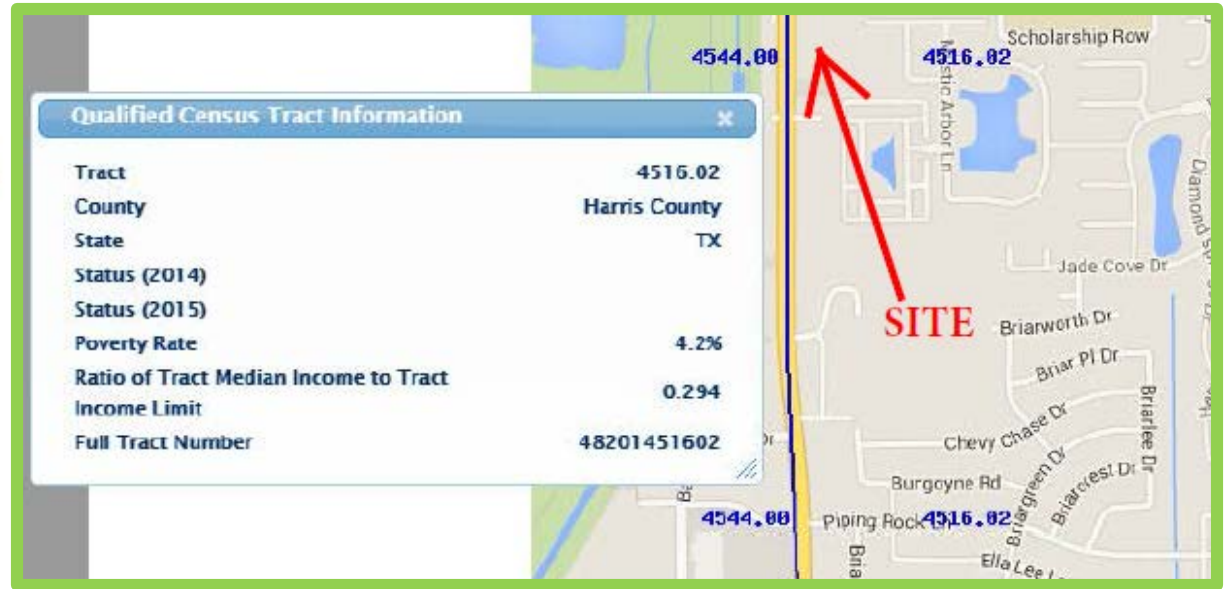 Qualified Census Tract Information
Tract 4516.02
County Harris County
State TX
Status (2014)
Status (2015)
Poverty Rate 4.2%
Ratio of Tract Median Income to Tract
Income Limit 0.294
Full Tract Number 48201451602
4544.00
4516.02
Scholarship Row
Arbor Ln
Jade Cove Dr
SITE
Briarworth Dr
Briar Pl Dr
Briarlee Dr
Chevy Chase Dr
Burgoyne Rd
Briargreen Dr
Briarcrest Dr
4544.00
Piping Rock
4516.02
Ella Lee